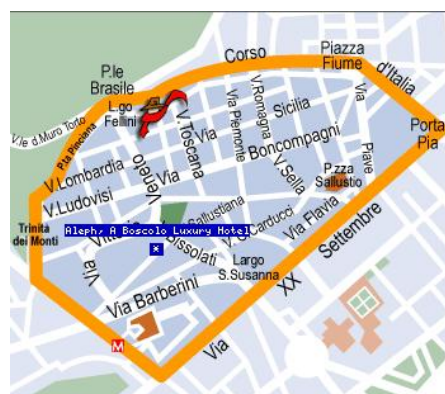 P.le
Brasile
Corso
Piazza
Fiume
d'Italia
L.go
Fellini
V.le d.Muro Torto
P.ta Pinciana
V.Toscana
Via
Sicilia
Via Piemonte
V.Romagna
Via
Piave
Porta
Pia
V.Lombardia
Veneto
Via
Boncompagni
V.Sella
P.zza
Sallustio
V.Ludovisi
Sallustiana
Via Flavia
Settembre
Trinità
dei Monti
Aleph, A Boscolo Luxury Hotel
*
Bissolati
Carducci
Via
Largo
S.Susanna
Via Barberini
XX
Via
M